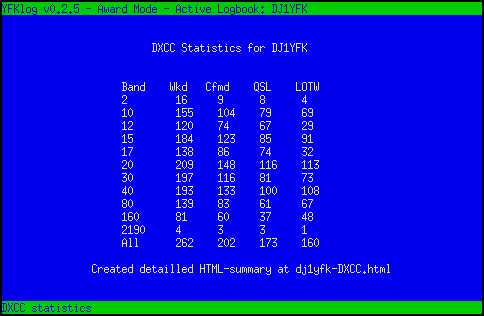 YFKlog v0.2.5 - Award Mode - Active Logbook: DJ1YFK
DXCC Statistics for DJ1YFK
Band Wkd Cfmd QSL LOTW
2 16 9 8 4
10 155 104 79 69
12 120 74 67 29
15 184 123 85 91
17 138 86 74 32
20 209 148 116 113
30 197 116 81 73
40 193 133 100 108
80 139 83 61 67
160 81 60 37 48
2190 4 3 3 1
All 262 202 173 160
Created detailled HTML-summary at dj1yfk-DXCC.html
DXCC statistics